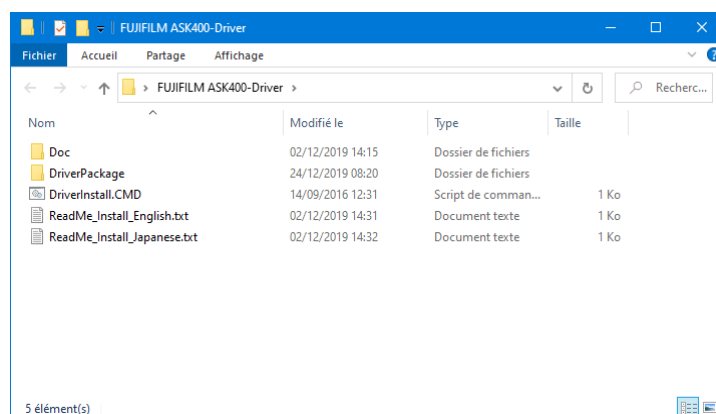 FUJIFILM ASK400-Driver
Fichier Accueil Partage Affichage
FUJIFILM ASK400-Driver Recherc...
Nom Modifié le Type Taille
Doc 02/12/2019 14:15 Dossier de fichiers
DriverPackage 24/12/2019 08:20 Dossier de fichiers
DriverInstall.CMD 14/09/2016 12:31 Script de comman... 1 Ko
ReadMe_Install_English.txt 02/12/2019 14:31 Document texte 1 Ko
ReadMe_Install_Japanese.txt 02/12/2019 14:32 Document texte 1 Ko
5 élément(s)